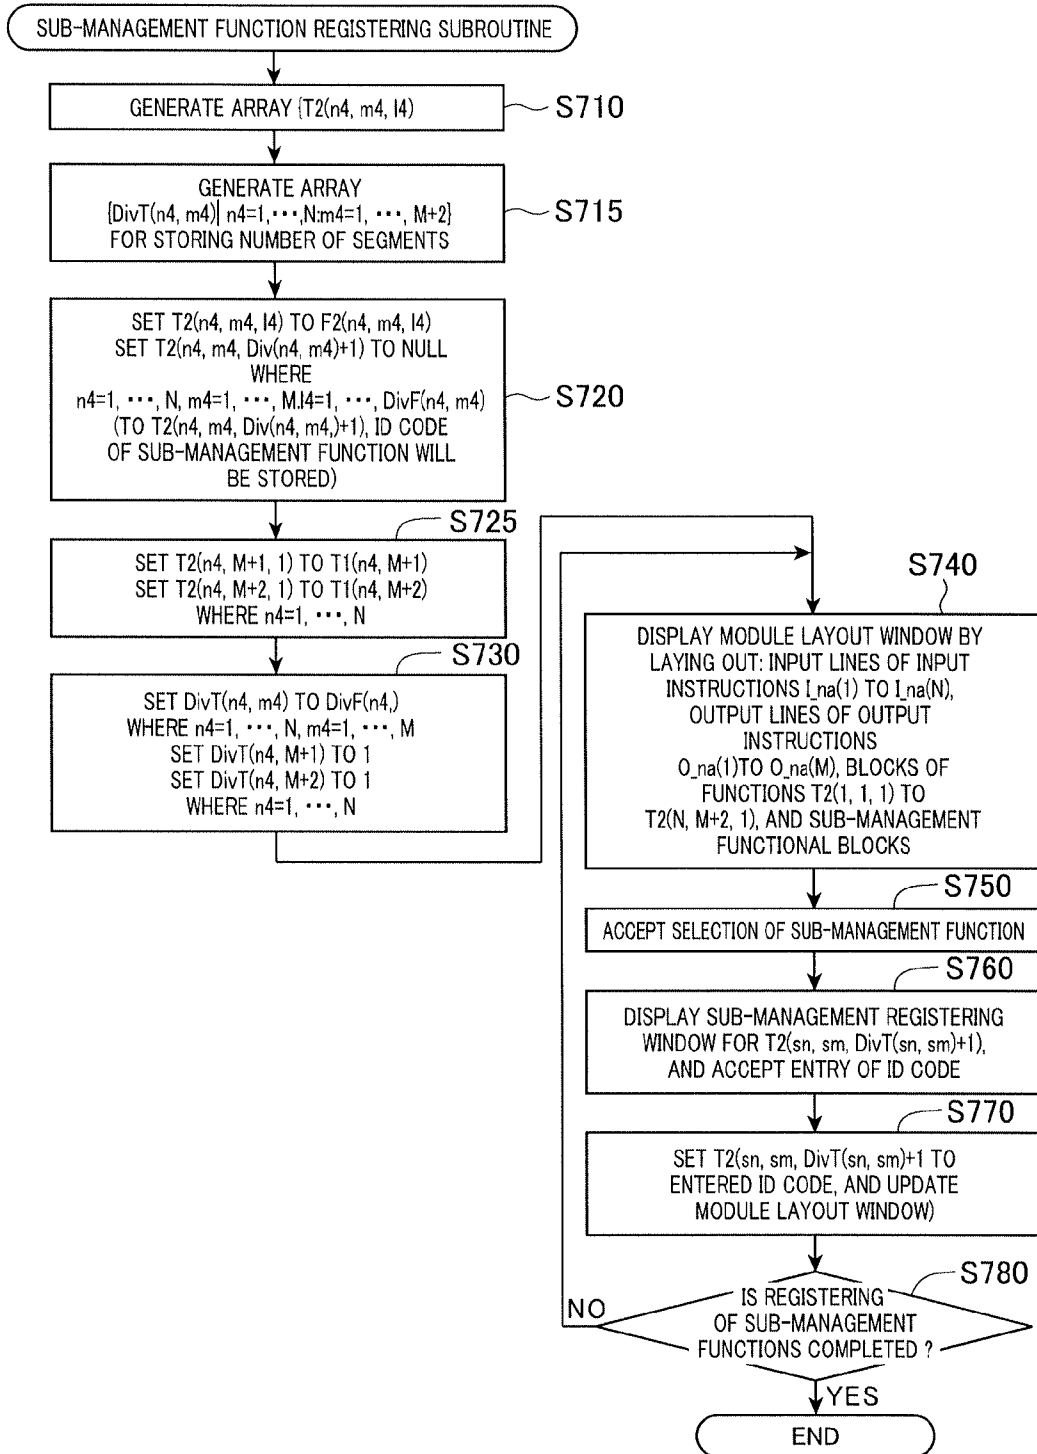 SUB-MANAGEMENT FUNCTION REGISTERING SUBROUTINE
GENERATE ARRAY {T2(n4, m4, l4)
S710
GENERATE ARRAY
{DivT(n4, m4)| n4=1,···,N:m4=1, ···, M+2}
FOR STORING NUMBER OF SEGMENTS
S715
SET T2(n4, m4, l4) TO F2(n4, m4, l4)
SET T2(n4, m4, Div(n4, m4)+1) TO NULL
WHERE
n4=1, ···, N, m4=1, ···, M.l4=1, ···, DivF(n4, m4)
(TO T2(n4, m4, Div(n4, m4,)+1), ID CODE
OF SUB-MANAGEMENT FUNCTION WILL
BE STORED)
S720
S725
SET T2(n4, M+1, 1) TO T1(n4, M+1)
SET T2(n4, M+2, 1) TO T1(n4, M+2)
WHERE n4=1, ···, N
S730
SET DivT(n4, m4) TO DivF(n4,)
WHERE n4=1, ···, N, m4=1, ···, M
SET DivT(n4, M+1) TO 1
SET DivT(n4, M+2) TO 1
WHERE n4=1, ···, N
S740
DISPLAY MODULE LAYOUT WINDOW BY
LAYING OUT: INPUT LINES OF INPUT
INSTRUCTIONS I_na(1) TO I_na(N),
OUTPUT LINES OF OUTPUT
INSTRUCTIONS
O_na(1)TO O_na(M), BLOCKS OF
FUNCTIONS T2(1, 1, 1) TO
T2(N, M+2, 1), AND SUB-MANAGEMENT
FUNCTIONAL BLOCKS
S750
ACCEPT SELECTION OF SUB-MANAGEMENT FUNCTION
S760
DISPLAY SUB-MANAGEMENT REGISTERING
WINDOW FOR T2(sn, sm, DivT(sn, sm)+1),
AND ACCEPT ENTRY OF ID CODE
S770
SET T2(sn, sm, DivT(sn, sm)+1 TO
ENTERED ID CODE, AND UPDATE
MODULE LAYOUT WINDOW)
S780
IS REGISTERING
OF SUB-MANAGEMENT
FUNCTIONS COMPLETED ?
NO
YES
END